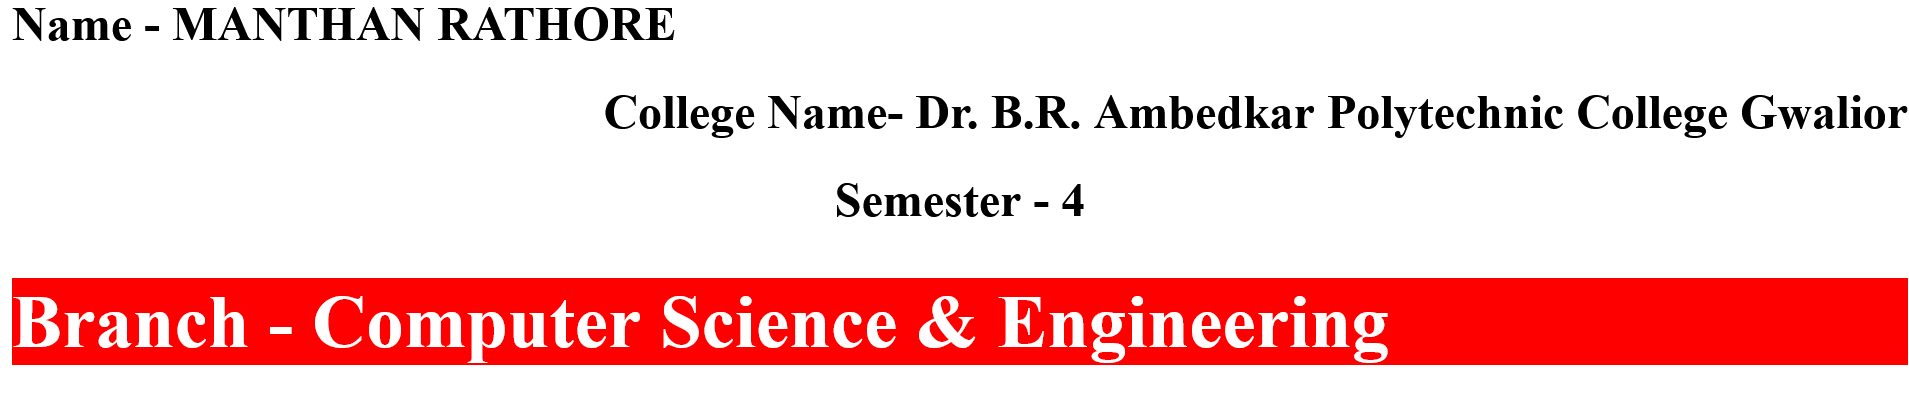 Name - MANTHAN RATHORE
College Name- Dr. B.R. Ambedkar Polytechnic College Gwalior
Semester - 4
Branch - Computer Science & Engineering